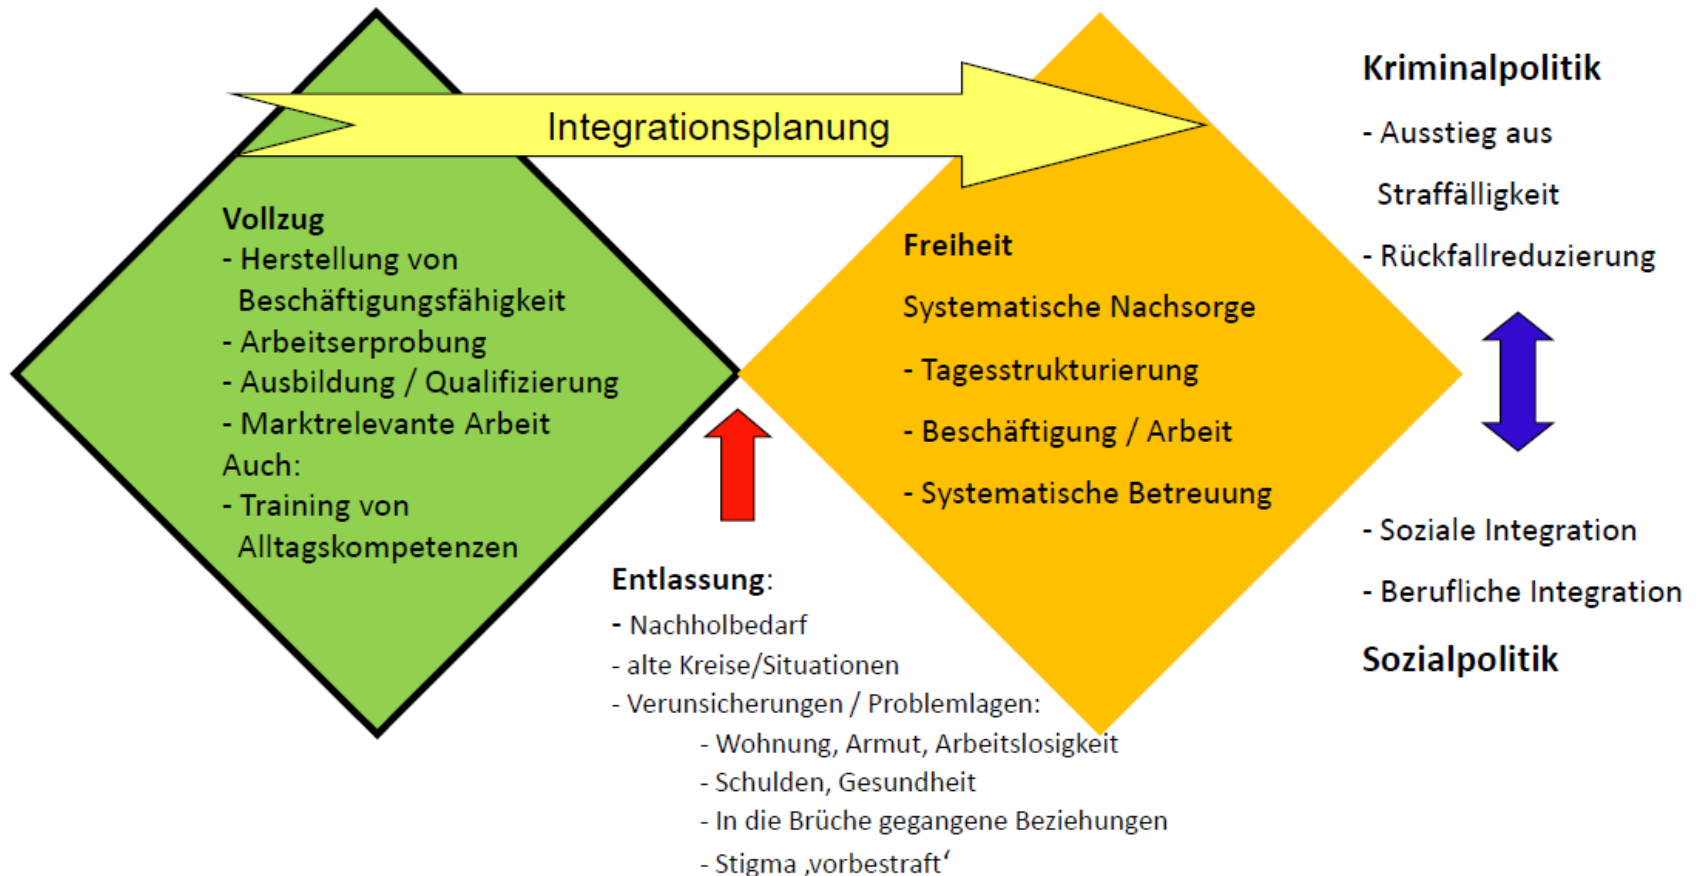 Integrationsplanung
Vollzug
- Herstellung von
Beschäftigungsfähigkeit
- Arbeitserprobung
- Ausbildung / Qualifizierung
- Marktrelevante Arbeit
Auch:
- Training von
Alltagskompetenzen
Entlassung:
- Nachholbedarf
- alte Kreise/Situationen
- Verunsicherungen / Problemlagen:
- Wohnung, Armut, Arbeitslosigkeit
- Schulden, Gesundheit
- In die Brüche gegangene Beziehungen
- Stigma ‚vorbestraft‘
Freiheit
Systematische Nachsorge
- Tagesstrukturierung
- Beschäftigung / Arbeit
- Systematische Betreuung
Kriminalpolitik
- Ausstieg aus
Straffälligkeit
- Rückfallreduzierung
- Soziale Integration
- Berufliche Integration
Sozialpolitik